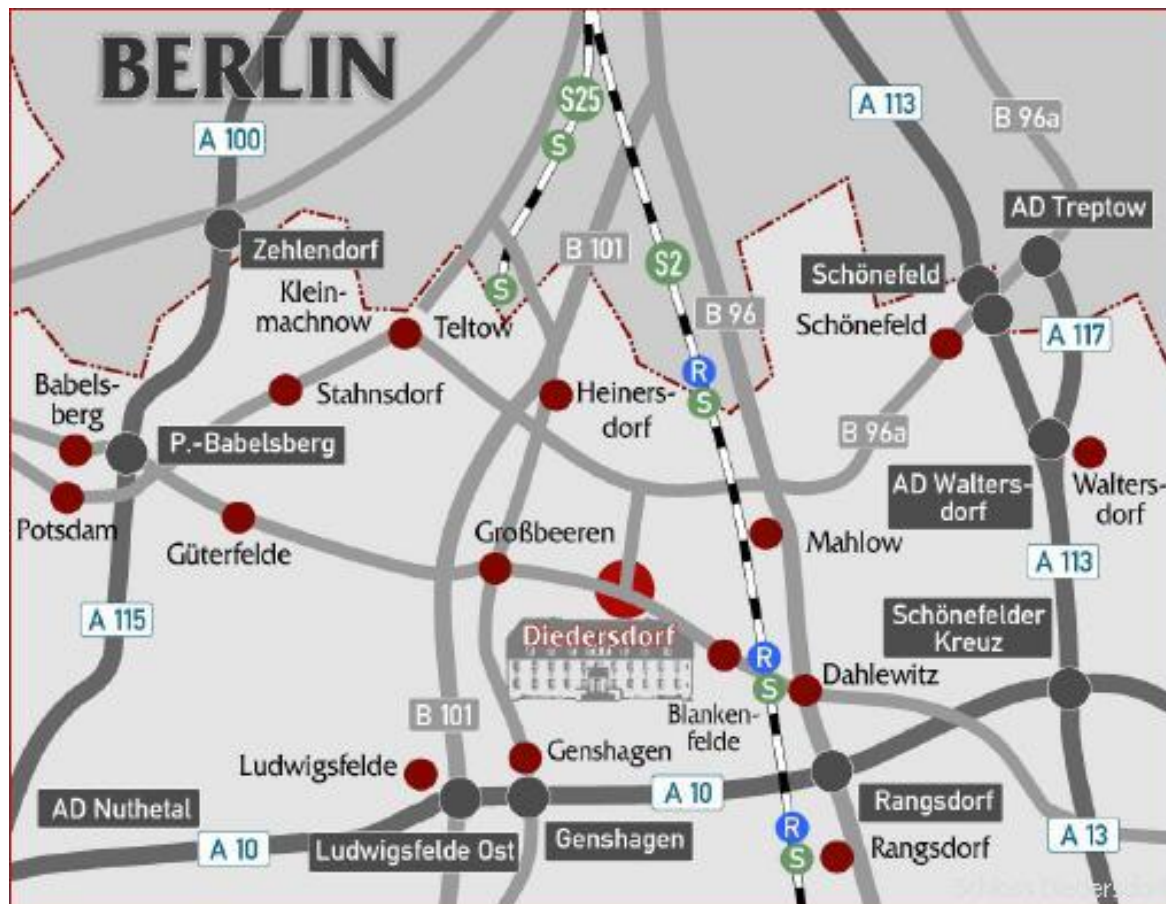 BERLIN
A 100
S25
S
A 113
B 96a
AD Treptow
Zehlendorf
B 101
S2
Schönefeld
Klein-
machnow
Teltow
S
B 96
Schönefeld
A 117
Babels-
berg
Stahnsdorf
Heiners-
dorf
R
S
P.-Babelsberg
B 96a
AD Walters-
dorf
Walters-
dorf
Potsdam
Güterfelde
Großbeeren
Mahlow
A 113
A 115
Diedersdorf
Schönefelder
Kreuz
R
S
Dahlewitz
Blanken-
felde
B 101
Ludwigsfelde
Genshagen
AD Nuthetal
A 10
Rangsdorf
A 10
Ludwigsfelde Ost
Genshagen
R
S
Rangsdorf
A 13
Schloss Diedersdorf